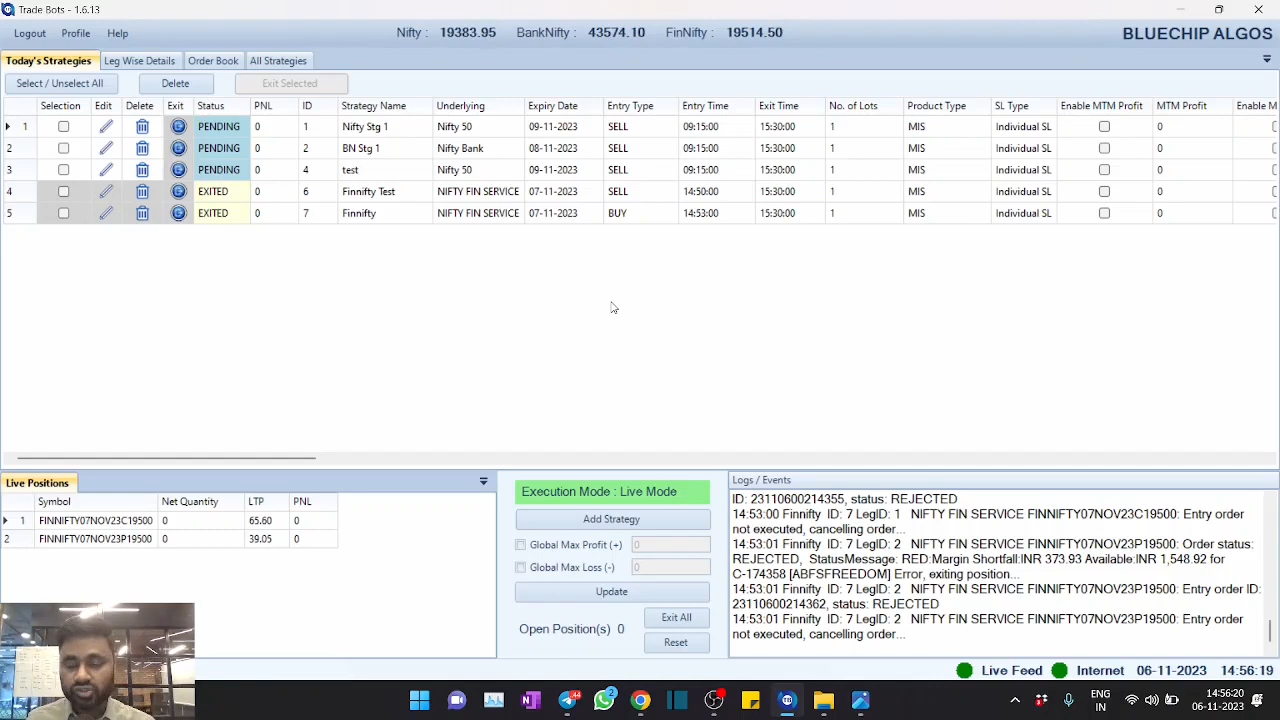 Trade Bots - 1.6.13
Logout Profile Help Nifty : 19383.95 BankNifty : 43574.10 FinNifty : 19514.50 BLUECHIP ALGOS
Today's Strategies Leg Wise Details Order Book All Strategies
Select / Unselect All Delete Exit Selected
Selection Edit Delete Exit Status PNL ID Strategy Name Underlying Expiry Date Entry Type Entry Time Exit Time No. of Lots Product Type SL Type Enable MTM Profit MTM Profit Enable M
1 PENDING 0 1 Nifty Stg 1 Nifty 50 09-11-2023 SELL 09:15:00 15:30:00 1 MIS Individual SL 0
2 PENDING 0 2 BN Stg 1 Nifty Bank 08-11-2023 SELL 09:15:00 15:30:00 1 MIS Individual SL 0
3 PENDING 0 4 test Nifty 50 09-11-2023 SELL 09:15:00 15:30:00 1 MIS Individual SL 0
4 EXITED 0 6 Finnifty Test NIFTY FIN SERVICE 07-11-2023 SELL 14:50:00 15:30:00 1 MIS Individual SL 0
5 EXITED 0 7 Finnifty NIFTY FIN SERVICE 07-11-2023 BUY 14:53:00 15:30:00 1 MIS Individual SL 0
Live Positions
Symbol Net Quantity LTP PNL
1 FINNIFTY07NOV23C19500 0 65.60 0
2 FINNIFTY07NOV23P19500 0 39.05 0
Execution Mode : Live Mode
Add Strategy
Global Max Profit (+) 0
Global Max Loss (-) 0
Update
Exit All
Open Position(s) 0
Reset
Logs / Events
ID: 23110600214355, status: REJECTED
14:53:00 Finnifty ID: 7 LegID: 1 NIFTY FIN SERVICE FINNIFTY07NOV23C19500: Entry order
not executed, cancelling order...
14:53:01 Finnifty ID: 7 LegID: 2 NIFTY FIN SERVICE FINNIFTY07NOV23P19500: Order status:
REJECTED, StatusMessage: RED:Margin Shortfall:INR 373.93 Available:INR 1,548.92 for
C-174358 [ABFSFREEDOM] Error, exiting position...
14:53:01 Finnifty ID: 7 LegID: 2 NIFTY FIN SERVICE FINNIFTY07NOV23P19500: Entry order ID:
23110600214362, status: REJECTED
14:53:01 Finnifty ID: 7 LegID: 2 NIFTY FIN SERVICE FINNIFTY07NOV23P19500: Entry order
not executed, cancelling order...
Live Feed Internet 06-11-2023 14:56:19
44 2 ENG 14:56:20
IN 06-11-2023